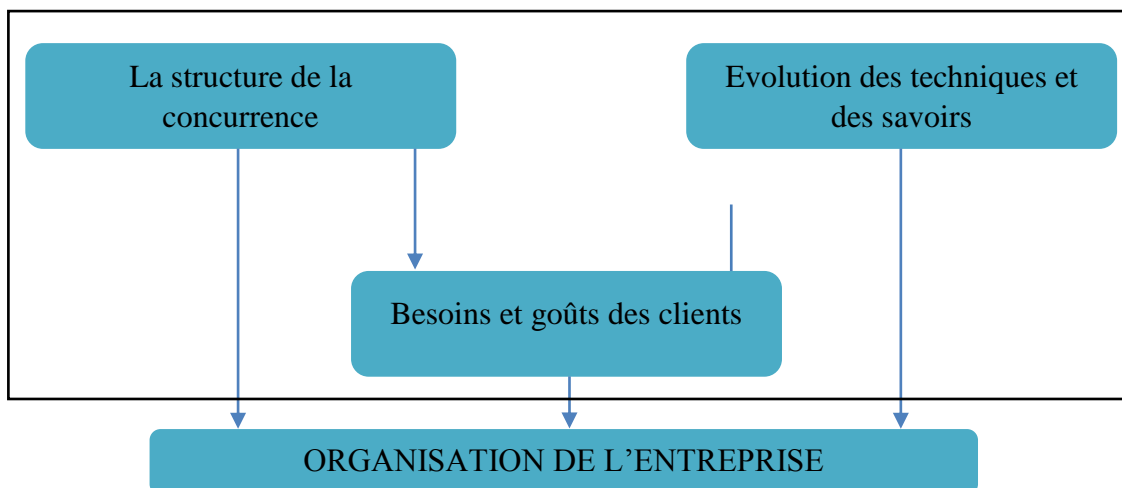 La structure de la
concurrence
Evolution des techniques et
des savoirs
Besoins et goûts des clients
ORGANISATION DE L’ENTREPRISE